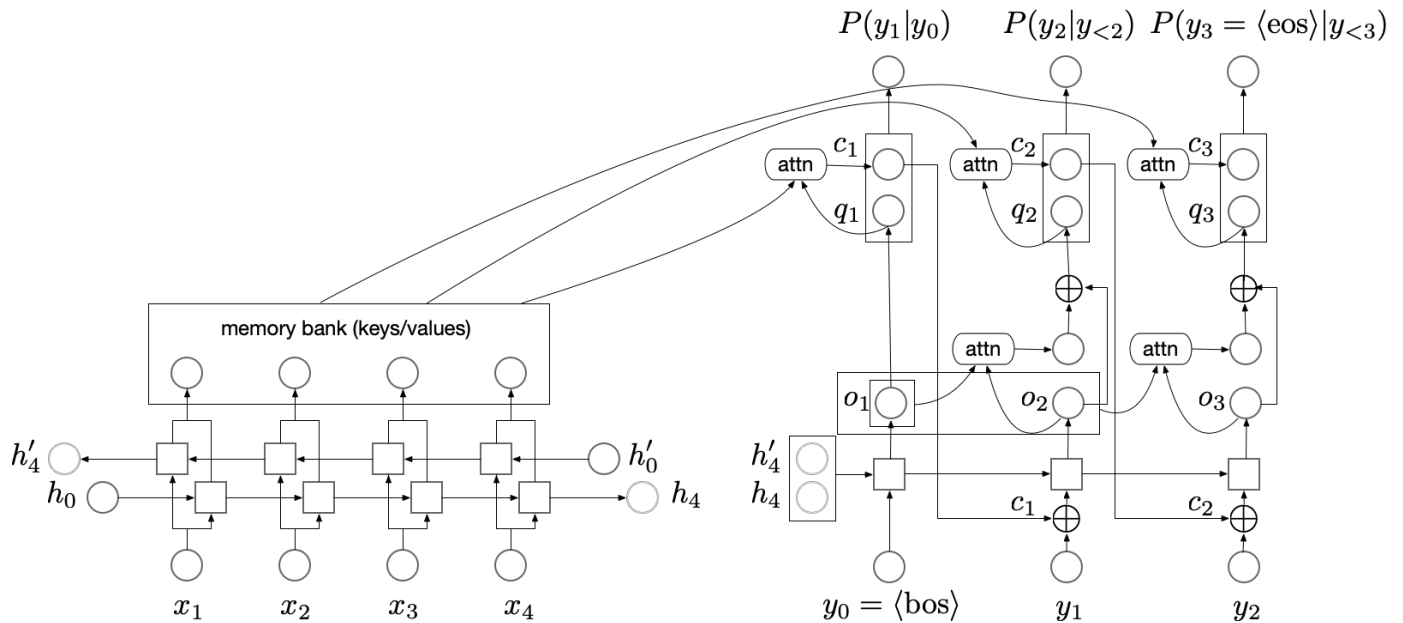 P(y₁|y₀) P(y₂|y<₂) P(y₃ = ⟨eos⟩|y<₃)
attn c₁ attn c₂ attn c₃
q₁ q₂ q₃
memory bank (keys/values)
attn attn
o₁ o₂ o₃
h′₄ h′₀ h′₄
h₀ h₄ h₄
c₁ c₂
x₁ x₂ x₃ x₄ y₀ = ⟨bos⟩ y₁ y₂